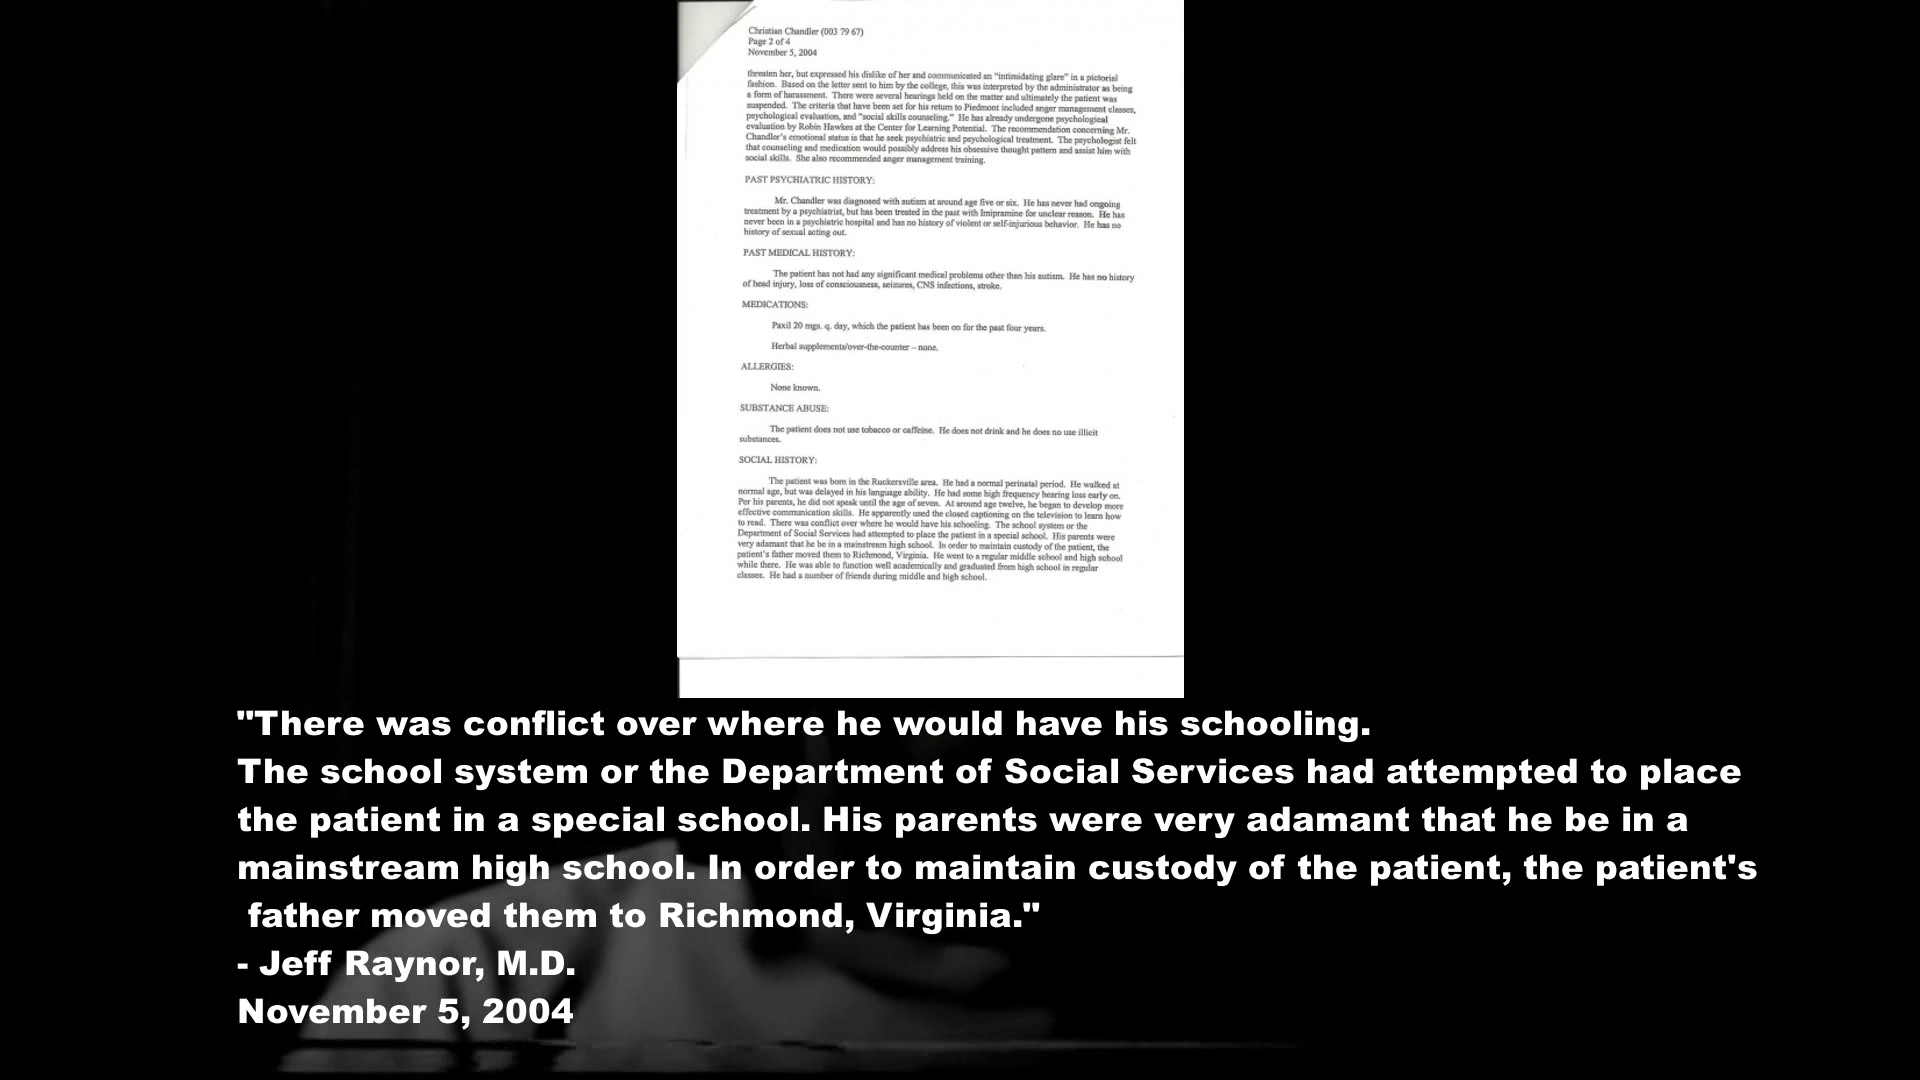 Christian Chandler (003 79 67)
Page 2 of 4
November 5, 2004
threaten her, but expressed his dislike of her and communicated an "intimidating glare" in a pictorial
fashion. Based on the letter sent to him by the college, this was interpreted by the administrator as being
a form of harassment. There were several hearings held on the matter and ultimately the patient was
suspended. The criteria that have been set for his return to Piedmont included anger management classes,
psychological evaluation, and "social skills counseling." He has already undergone psychological
evaluation by Robin Hawkes at the Center for Learning Potential. The recommendation concerning Mr.
Chandler's emotional status is that he seek psychiatric and psychological treatment. The psychologist felt
that counseling and medication would possibly address his obsessive thought pattern and assist him with
social skills. She also recommended anger management training.
PAST PSYCHIATRIC HISTORY:
Mr. Chandler was diagnosed with autism at around age five or six. He has never had ongoing
treatment by a psychiatrist, but has been treated in the past with Imipramine for unclear reason. He has
never been in a psychiatric hospital and has no history of violent or self-injurious behavior. He has no
history of sexual acting out.
PAST MEDICAL HISTORY:
The patient has not had any significant medical problems other than his autism. He has no history
of head injury, loss of consciousness, seizures, CNS infections, stroke.
MEDICATIONS:
Paxil 20 mgs. q. day, which the patient has been on for the past four years.
Herbal supplements/over-the-counter – none.
ALLERGIES:
None known.
SUBSTANCE ABUSE:
The patient does not use tobacco or caffeine. He does not drink and he does no use illicit
substances.
SOCIAL HISTORY:
The patient was born in the Ruckersville area. He had a normal perinatal period. He walked at
normal age, but was delayed in his language ability. He had some high frequency hearing loss early on.
Per his parents, he did not speak until the age of seven. At around age twelve, he began to develop more
effective communication skills. He apparently used the closed captioning on the television to learn how
to read. There was conflict over where he would have his schooling. The school system or the
Department of Social Services had attempted to place the patient in a special school. His parents were
very adamant that he be in a mainstream high school. In order to maintain custody of the patient, the
patient's father moved them to Richmond, Virginia. He went to a regular middle school and high school
while there. He was able to function well academically and graduated from high school in regular
classes. He had a number of friends during middle and high school.
"There was conflict over where he would have his schooling.
The school system or the Department of Social Services had attempted to place
the patient in a special school. His parents were very adamant that he be in a
mainstream high school. In order to maintain custody of the patient, the patient's
father moved them to Richmond, Virginia."
- Jeff Raynor, M.D.
November 5, 2004